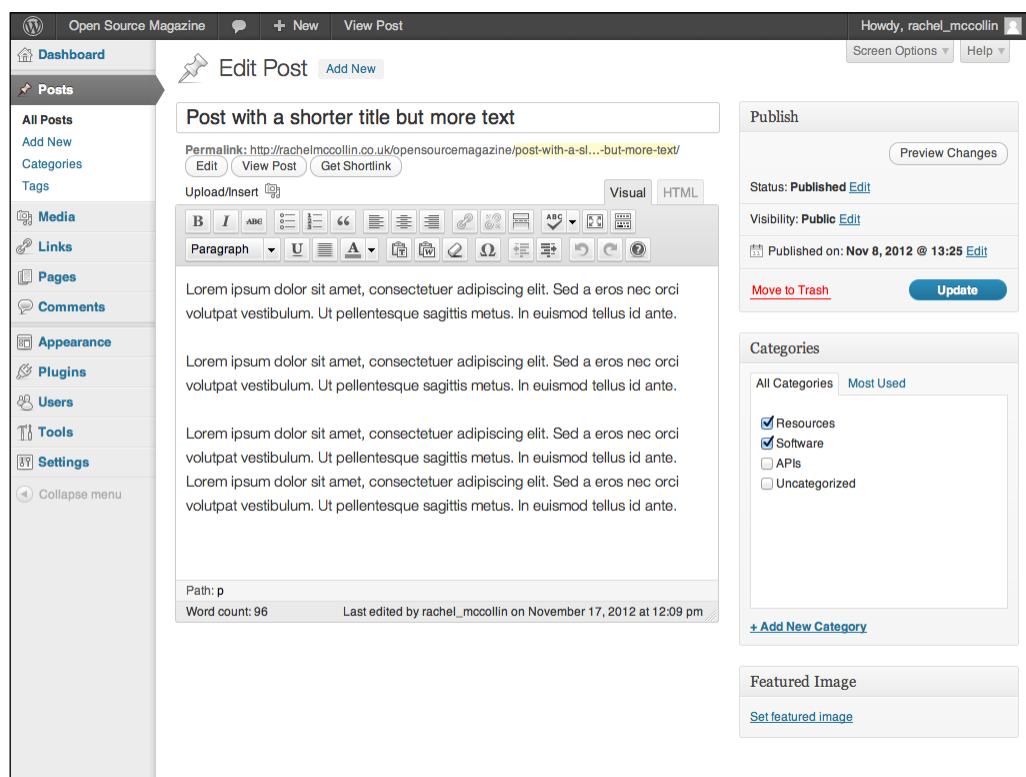 Open Source Magazine + New View Post Howdy, rachel_mccollin
Screen Options Help
Dashboard
Posts
All Posts
Add New
Categories
Tags
Media
Links
Pages
Comments
Appearance
Plugins
Users
Tools
Settings
Collapse menu
Edit Post Add New
Post with a shorter title but more text
Permalink: http://rachelmccollin.co.uk/opensourcemagazine/post-with-a-sl…-but-more-text/
Edit View Post Get Shortlink
Upload/Insert Visual HTML
B I ABC ABC
Paragraph U A T W Ω
Lorem ipsum dolor sit amet, consectetuer adipiscing elit. Sed a eros nec orci
volutpat vestibulum. Ut pellentesque sagittis metus. In euismod tellus id ante.
Lorem ipsum dolor sit amet, consectetuer adipiscing elit. Sed a eros nec orci
volutpat vestibulum. Ut pellentesque sagittis metus. In euismod tellus id ante.
Lorem ipsum dolor sit amet, consectetuer adipiscing elit. Sed a eros nec orci
volutpat vestibulum. Ut pellentesque sagittis metus. In euismod tellus id ante.
Lorem ipsum dolor sit amet, consectetuer adipiscing elit. Sed a eros nec orci
volutpat vestibulum. Ut pellentesque sagittis metus. In euismod tellus id ante.
Path: p
Word count: 96 Last edited by rachel_mccollin on November 17, 2012 at 12:09 pm
Publish
Preview Changes
Status: Published Edit
Visibility: Public Edit
Published on: Nov 8, 2012 @ 13:25 Edit
Move to Trash Update
Categories
All Categories Most Used
Resources
Software
APIs
Uncategorized
+ Add New Category
Featured Image
Set featured image